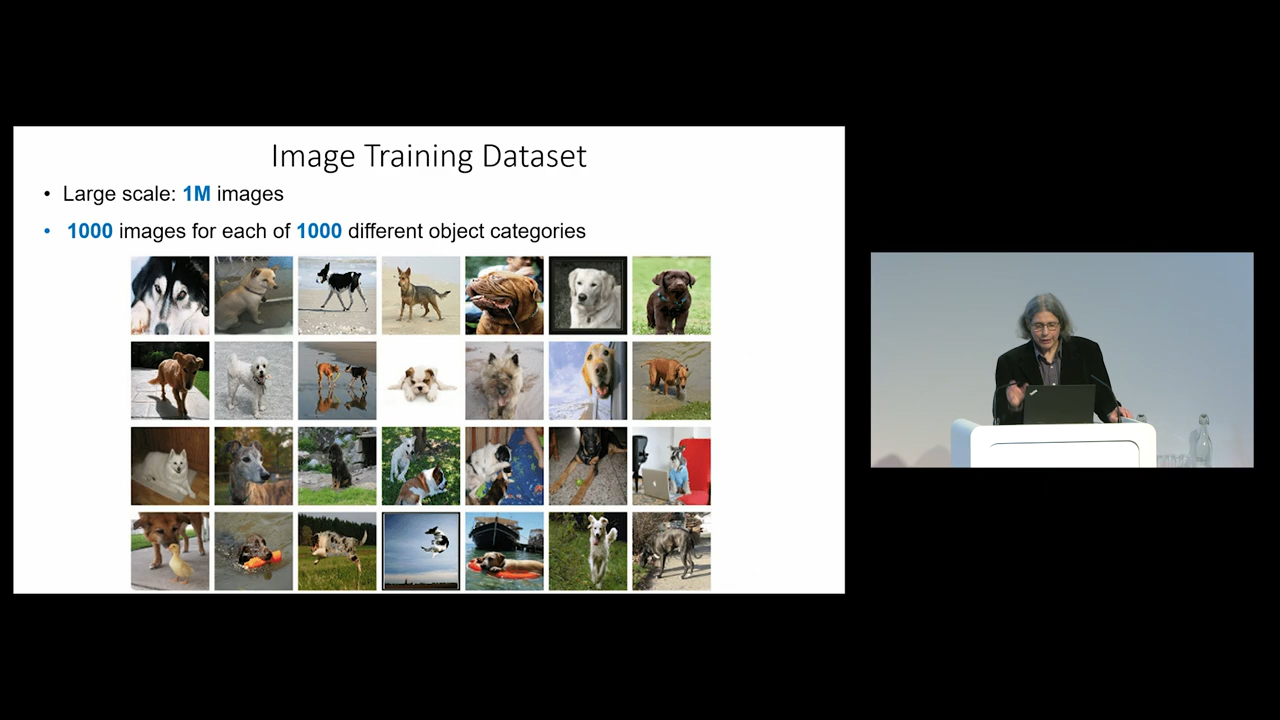 Image Training Dataset
• Large scale: 1M images
• 1000 images for each of 1000 different object categories